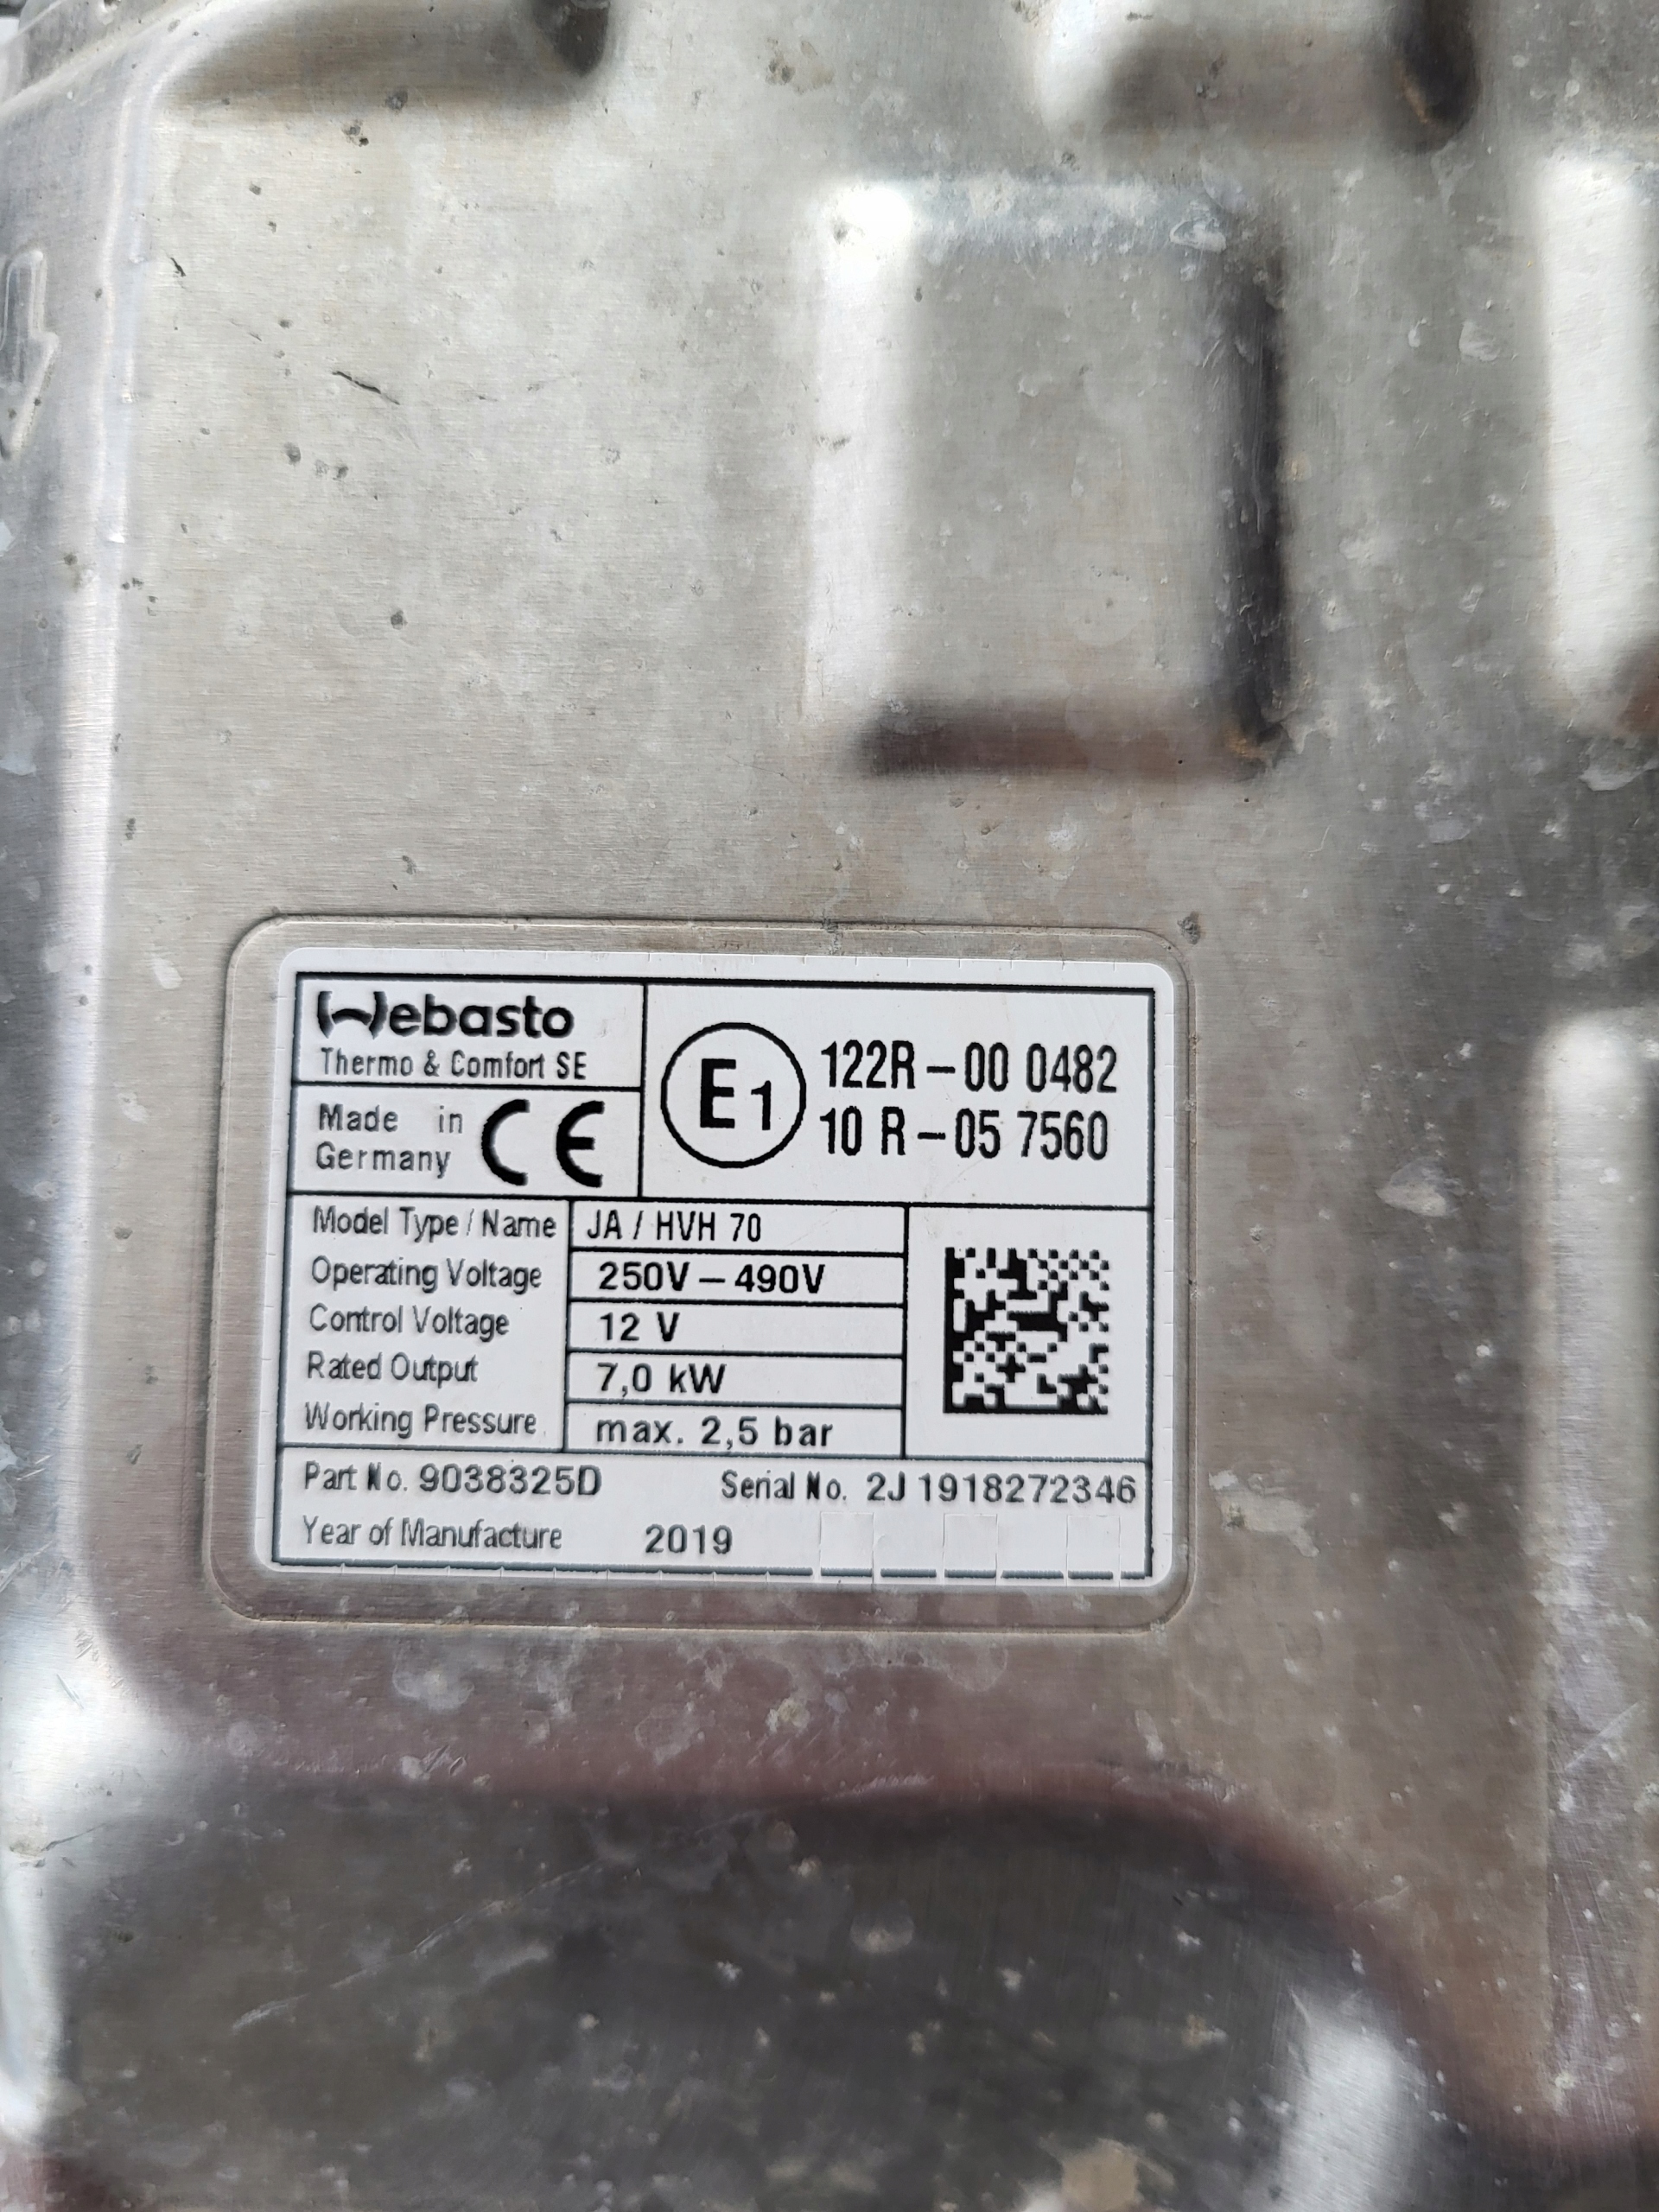 Webasto
Thermo & Comfort SE
Made in
Germany
CE
E1
122R-00 0482
10 R-05 7560
Model Type / Name JA / HVH 70
Operating Voltage 250V-490V
Control Voltage 12 V
Rated Output 7,0 kW
Working Pressure max. 2,5 bar
Part No. 9038325D Serial No. 2J1918272346
Year of Manufacture 2019